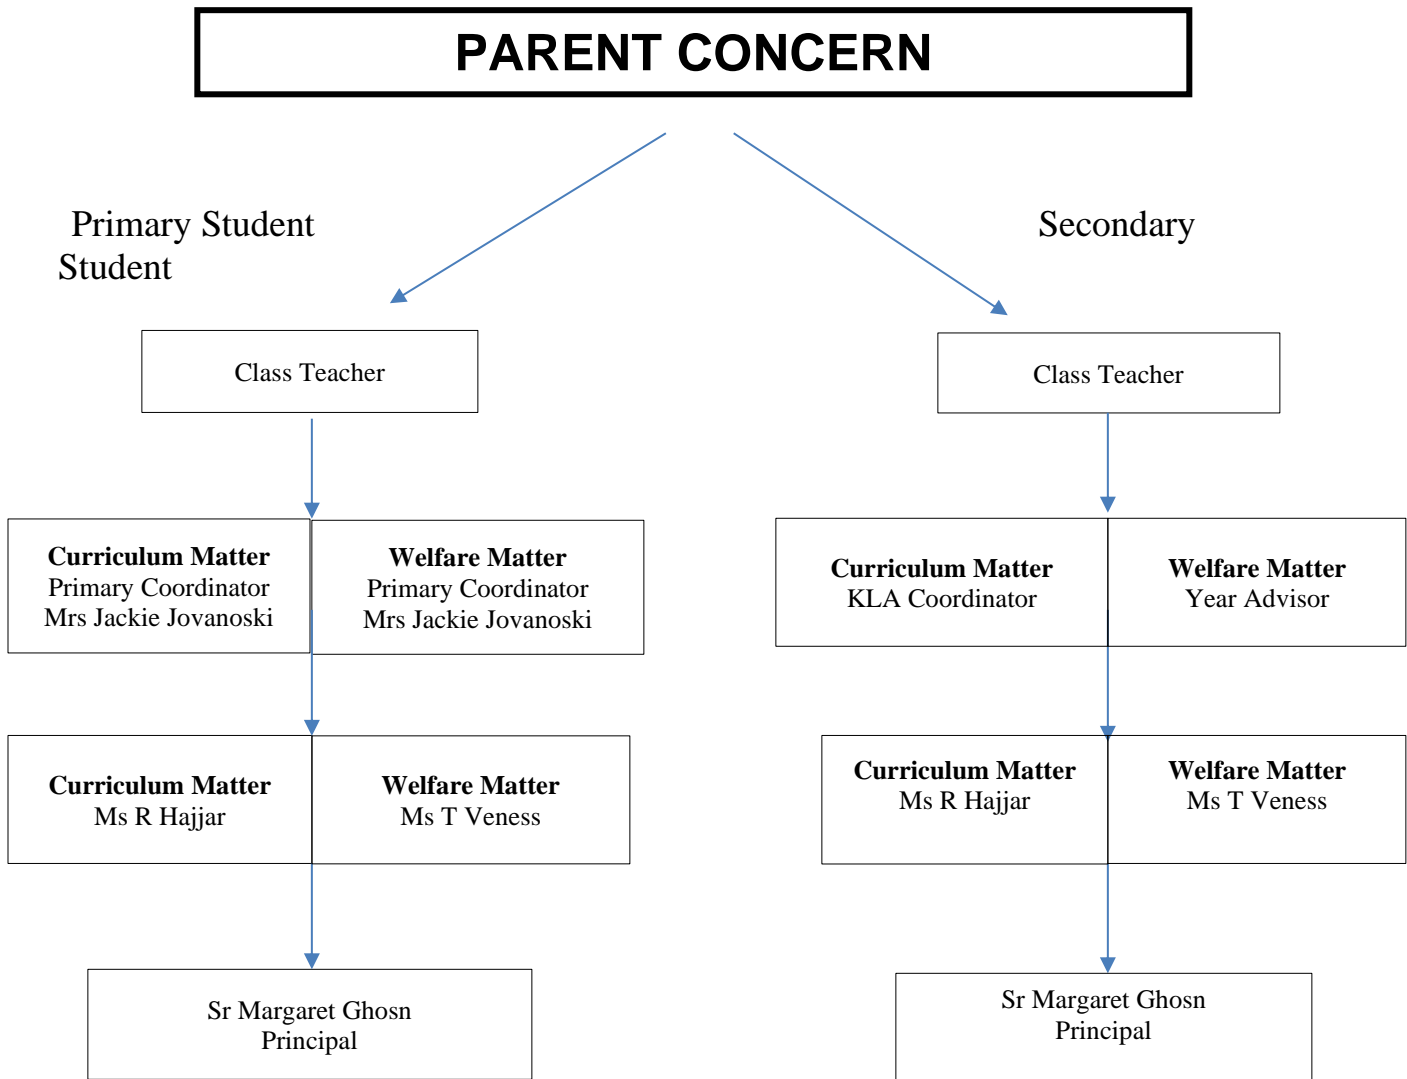 PARENT CONCERN
Primary Student Secondary
Student
Class Teacher
Class Teacher
Curriculum Matter
Primary Coordinator
Mrs Jackie Jovanoski
Welfare Matter
Primary Coordinator
Mrs Jackie Jovanoski
Curriculum Matter
KLA Coordinator
Welfare Matter
Year Advisor
Curriculum Matter
Ms R Hajjar
Welfare Matter
Ms T Veness
Curriculum Matter
Ms R Hajjar
Welfare Matter
Ms T Veness
Sr Margaret Ghosn
Principal
Sr Margaret Ghosn
Principal